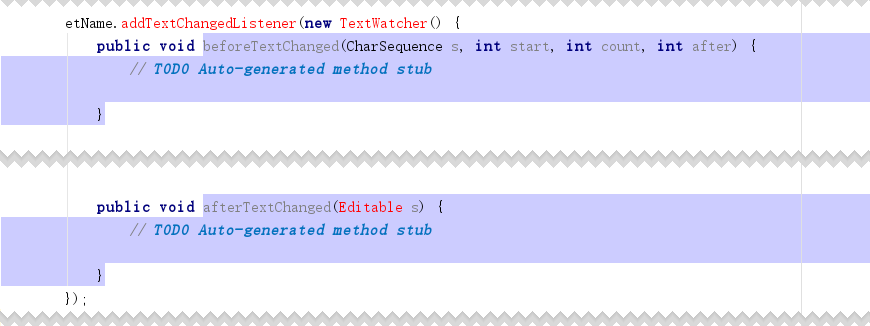 etName.addTextChangedListener(new TextWatcher() {
public void beforeTextChanged(CharSequence s, int start, int count, int after) {
// TODO Auto-generated method stub
}
public void afterTextChanged(Editable s) {
// TODO Auto-generated method stub
}
});